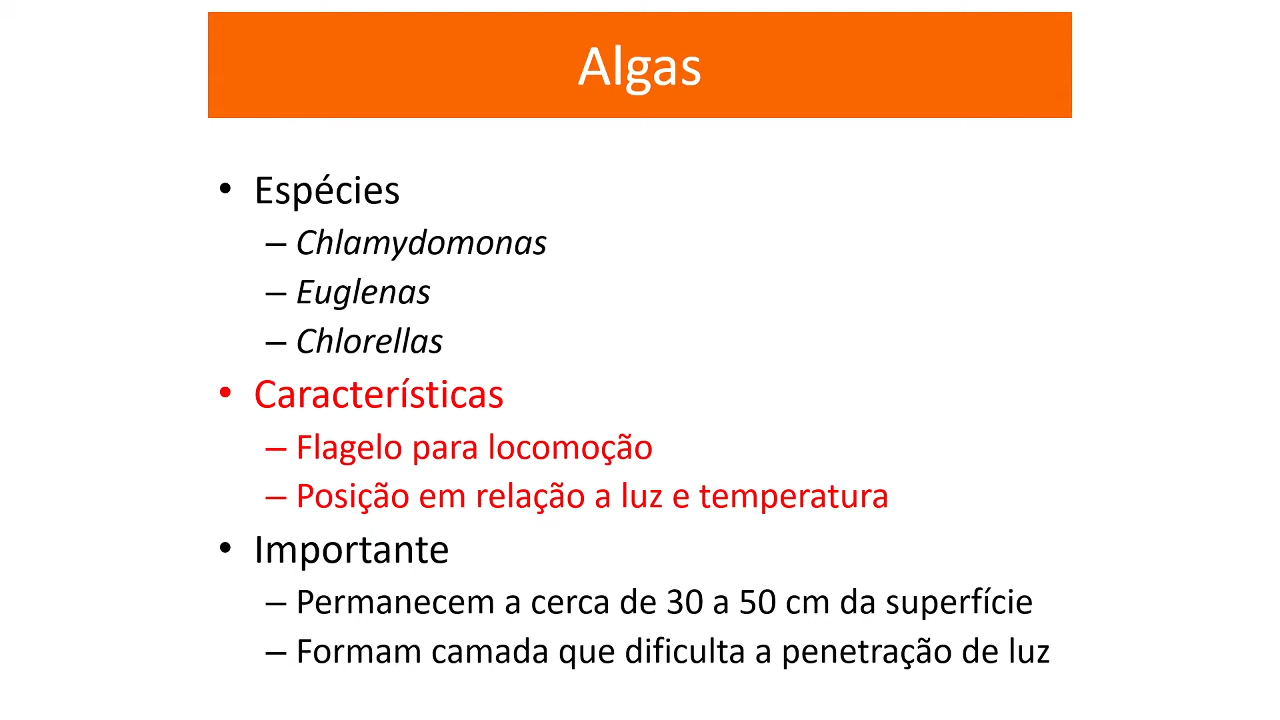 Algas
• Espécies
– Chlamydomonas
– Euglenas
– Chlorellas
• Características
– Flagelo para locomoção
– Posição em relação a luz e temperatura
• Importante
– Permanecem a cerca de 30 a 50 cm da superfície
– Formam camada que dificulta a penetração de luz